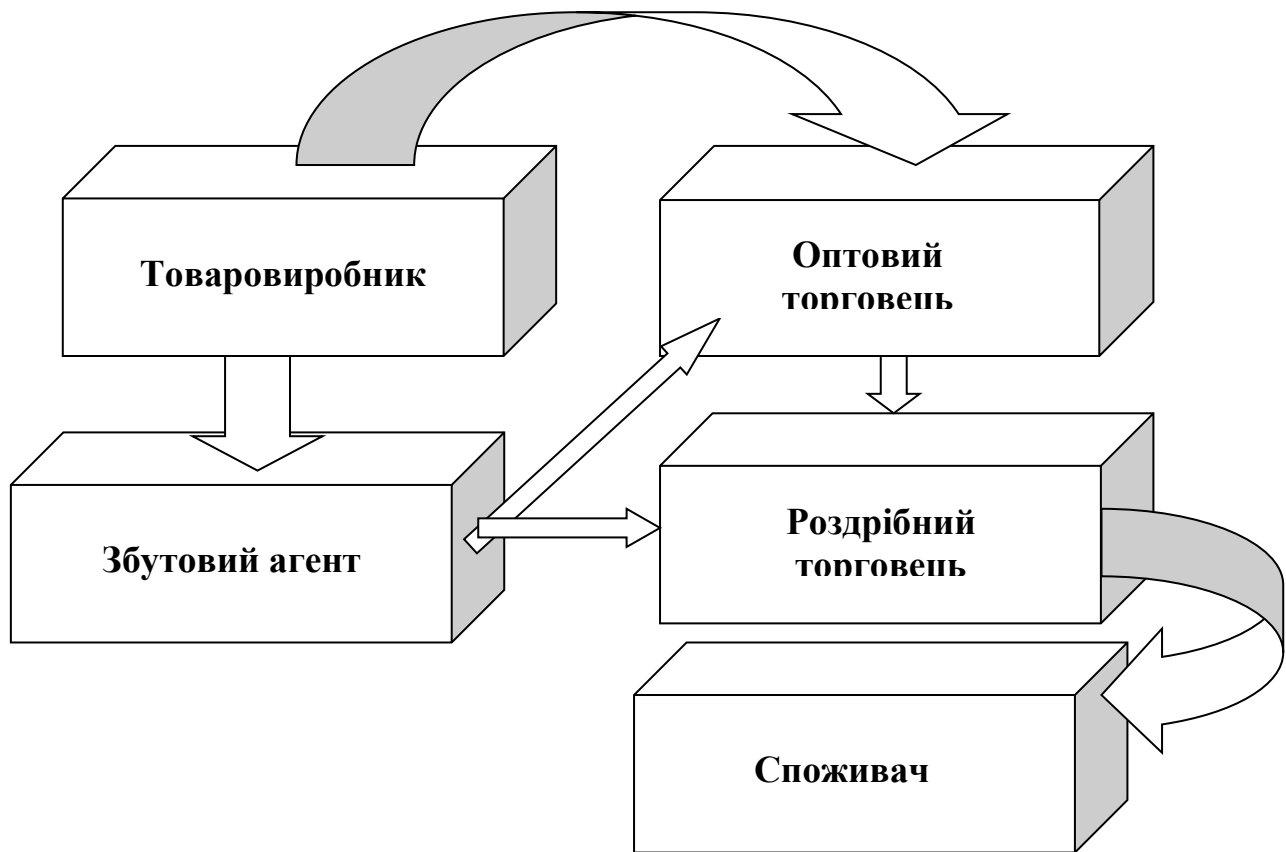 Товаровиробник
Оптовий
торговець
Збутовий агент
Роздрібний
торговець
Споживач